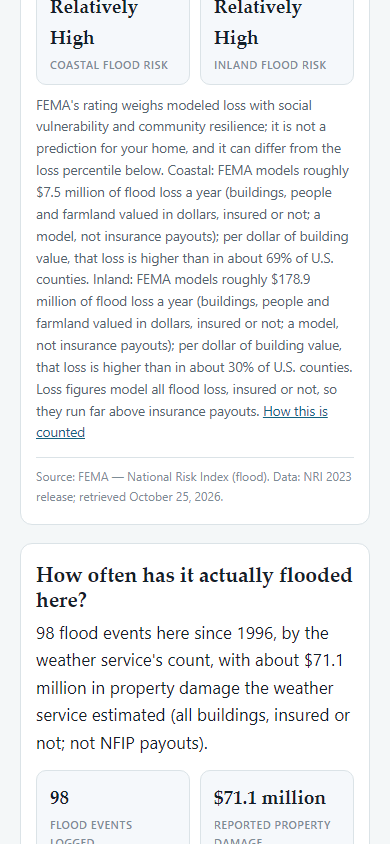 Relatively High
Relatively High
COASTAL FLOOD RISK
INLAND FLOOD RISK
FEMA's rating weighs modeled loss with social
vulnerability and community resilience; it is not a
prediction for your home, and it can differ from the
loss percentile below. Coastal: FEMA models roughly
$7.5 million of flood loss a year (buildings, people
and farmland valued in dollars, insured or not; a
model, not insurance payouts); per dollar of building
value, that loss is higher than in about 69% of U.S.
counties. Inland: FEMA models roughly $178.9
million of flood loss a year (buildings, people and
farmland valued in dollars, insured or not; a model,
not insurance payouts); per dollar of building value,
that loss is higher than in about 30% of U.S. counties.
Loss figures model all flood loss, insured or not, so
they run far above insurance payouts. How this is
counted
Source: FEMA — National Risk Index (flood). Data: NRI 2023
release; retrieved October 25, 2026.
How often has it actually flooded
here?
98 flood events here since 1996, by the
weather service's count, with about $71.1
million in property damage the weather
service estimated (all buildings, insured or
not; not NFIP payouts).
98
$71.1 million
FLOOD EVENTS
LOGGED
REPORTED PROPERTY
DAMAGE